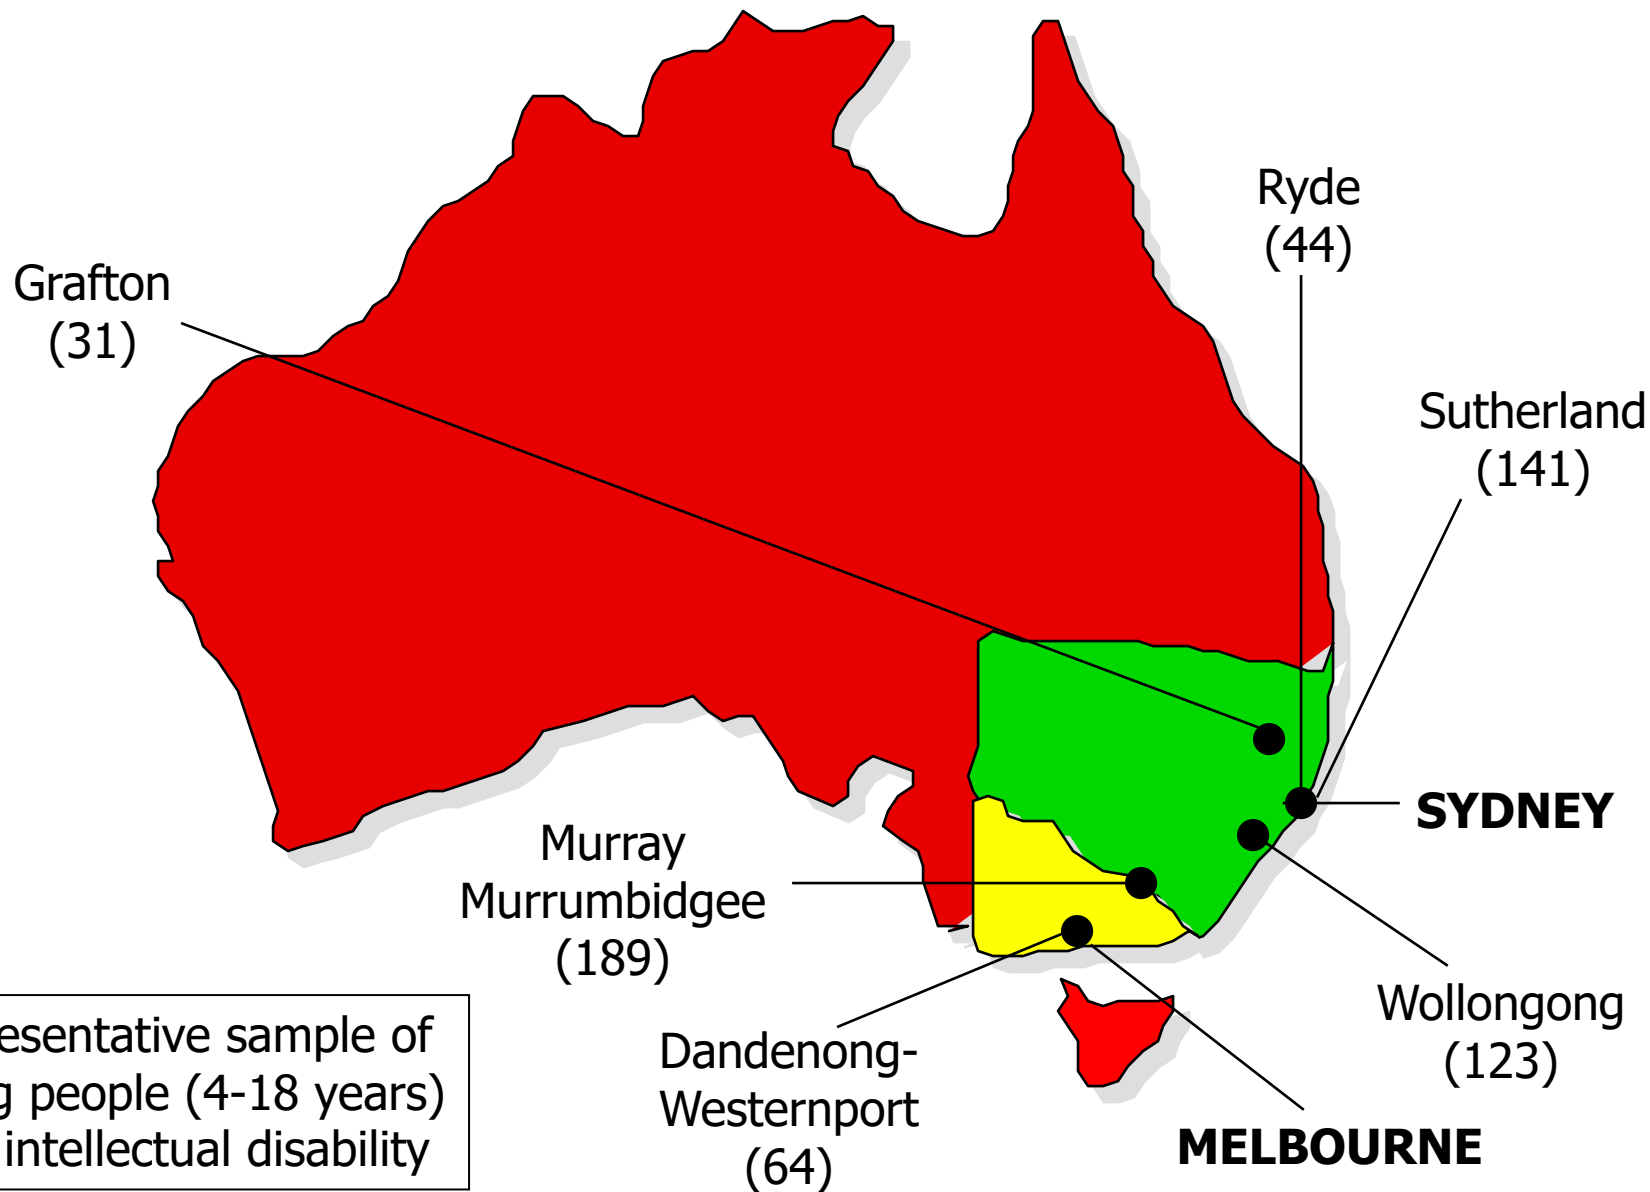 Ryde
(44)
Grafton
(31)
Sutherland
(141)
SYDNEY
Murray
Murrumbidgee
(189)
Wollongong
(123)
Dandenong-
Westernport
(64)
MELBOURNE
esentative sample of
g people (4-18 years)
intellectual disability